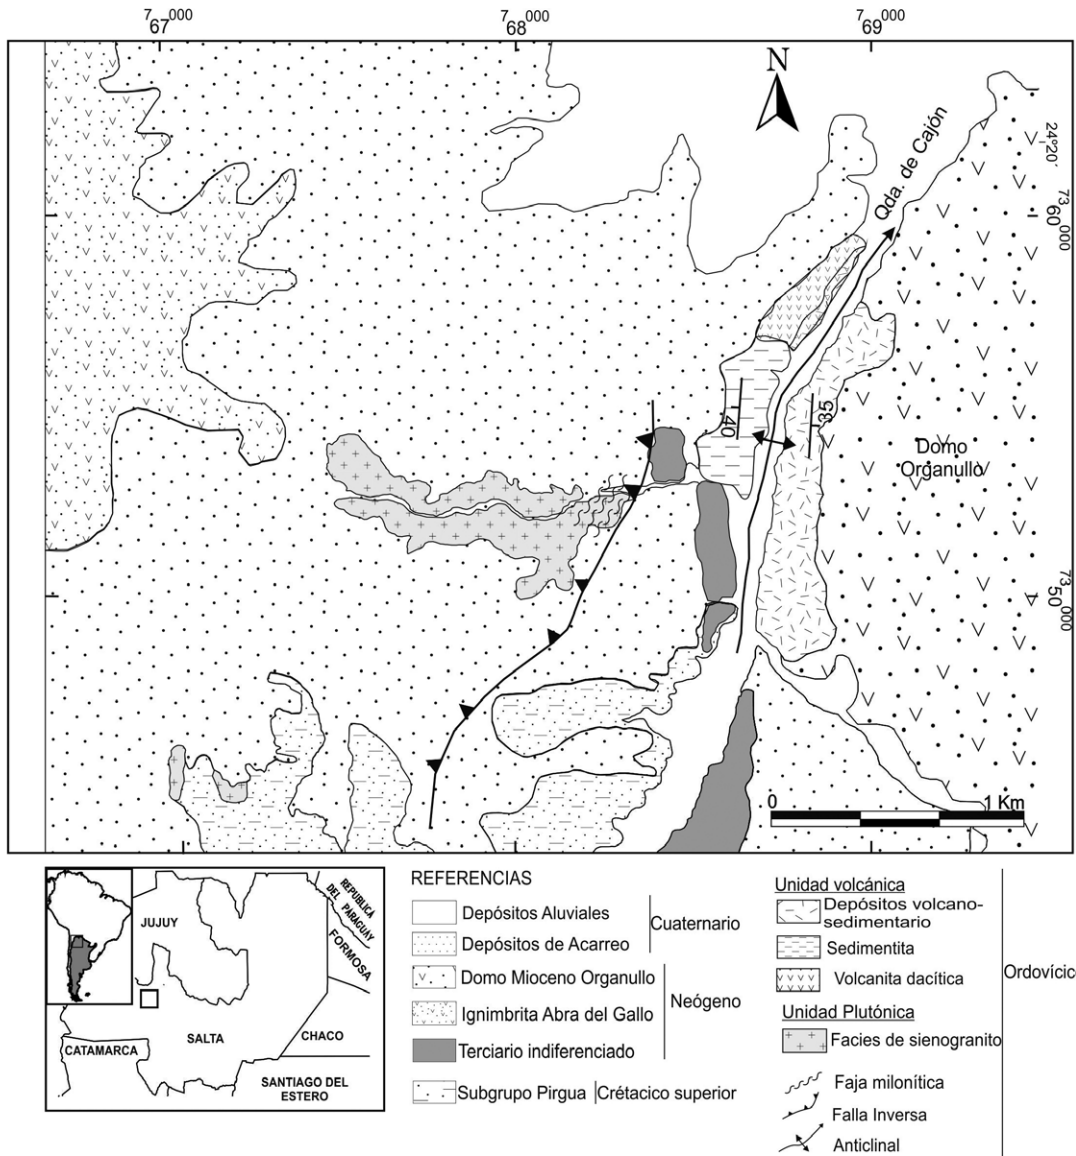 7 67 000
7 68 000
7 69 000
N
Qda. de Cajón
24º20´
73 60 000
40
35
Domo
Organullo
73 50 000
0 1 Km
JUJUY
REPUBLICA
DEL PARAGUAY
FORMOSA
SALTA
CHACO
CATAMARCA
SANTIAGO DEL
ESTERO
REFERENCIAS
Depósitos Aluviales
Depósitos de Acarreo
Cuaternario
Domo Mioceno Organullo
Ignimbrita Abra del Gallo
Terciario indiferenciado
Neógeno
Subgrupo Pirgua
Crétacico superior
Unidad volcánica
Depósitos volcano-
sedimentario
Sedimentita
Volcanita dacítica
Unidad Plutónica
Facies de sienogranito
Ordovícico
Faja milonítica
Falla Inversa
Anticlinal